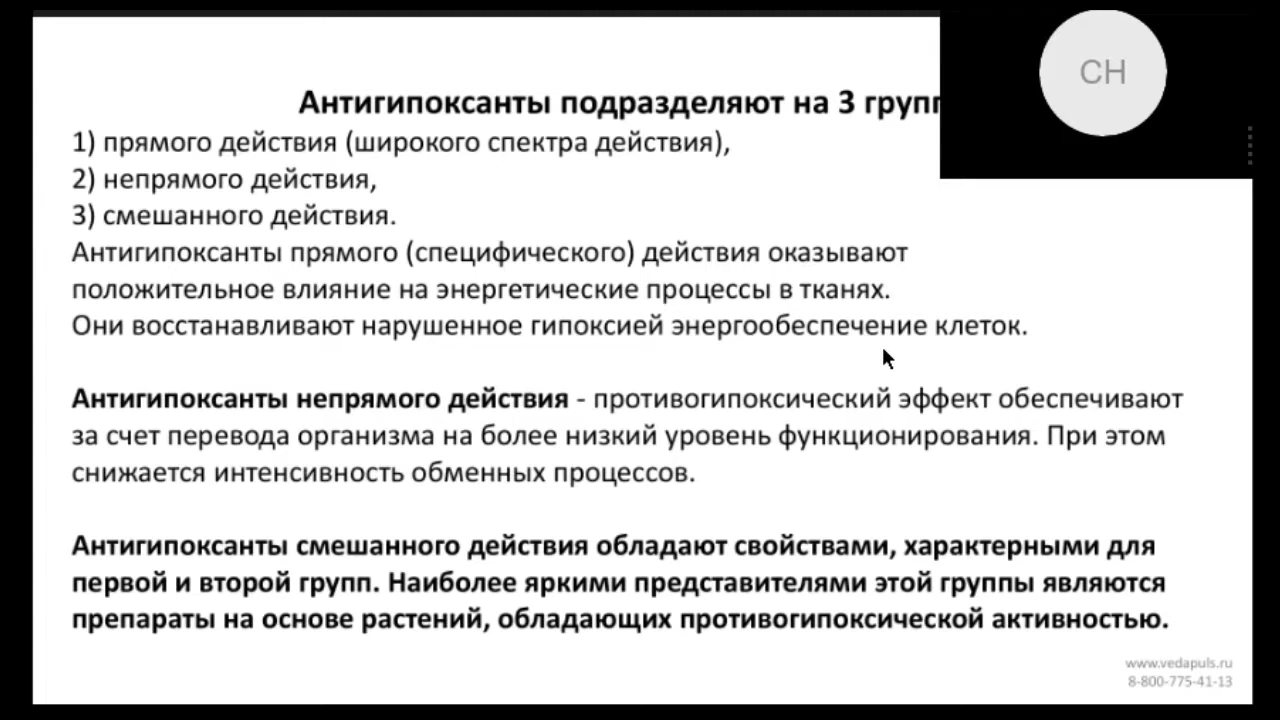 СН
Антигипоксанты подразделяют на 3
1) прямого действия (широкого спектра действия),
2) непрямого действия,
3) смешанного действия.
Антигипоксанты прямого (специфического) действия оказывают
положительное влияние на энергетические процессы в тканях.
Они восстанавливают нарушенное гипоксией энергообеспечение клеток.
Антигипоксанты непрямого действия - противогипоксический эффект обеспечивают
за счет перевода организма на более низкий уровень функционирования. При этом
снижается интенсивность обменных процессов.
Антигипоксанты смешанного действия обладают свойствами, характерными для
первой и второй групп. Наиболее яркими представителями этой группы являются
препараты на основе растений, обладающих противогипоксической активностью.
www.vedapuls.ru
8-800-775-41-13